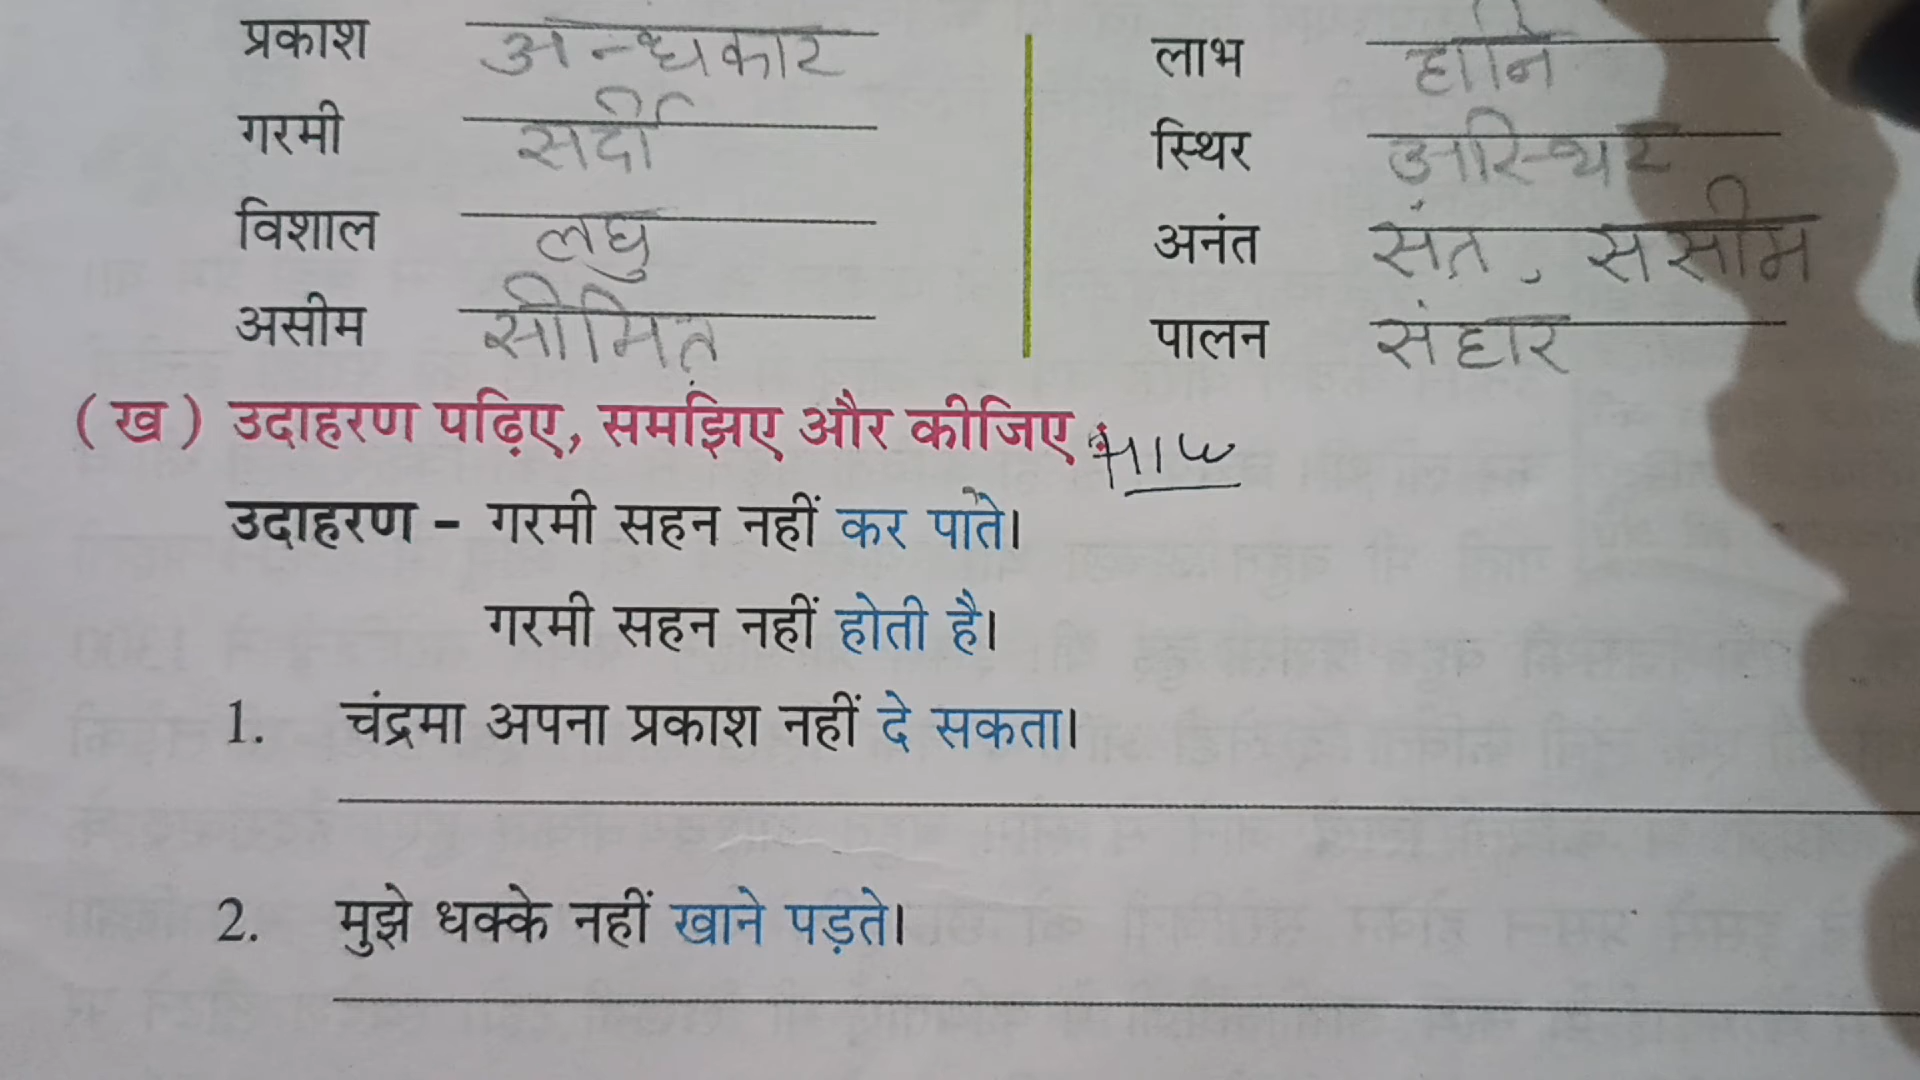 प्रकाश अन्धकार लाभ हानि
गरमी सर्दी स्थिर अस्थिर
विशाल लघु अनंत संत, ससीम
असीम सीमित पालन संहार
(ख) उदाहरण पढ़िए, समझिए और कीजिए :
उदाहरण - गरमी सहन नहीं कर पाते।
गरमी सहन नहीं होती है।
1. चंद्रमा अपना प्रकाश नहीं दे सकता।
2. मुझे धक्के नहीं खाने पड़ते।